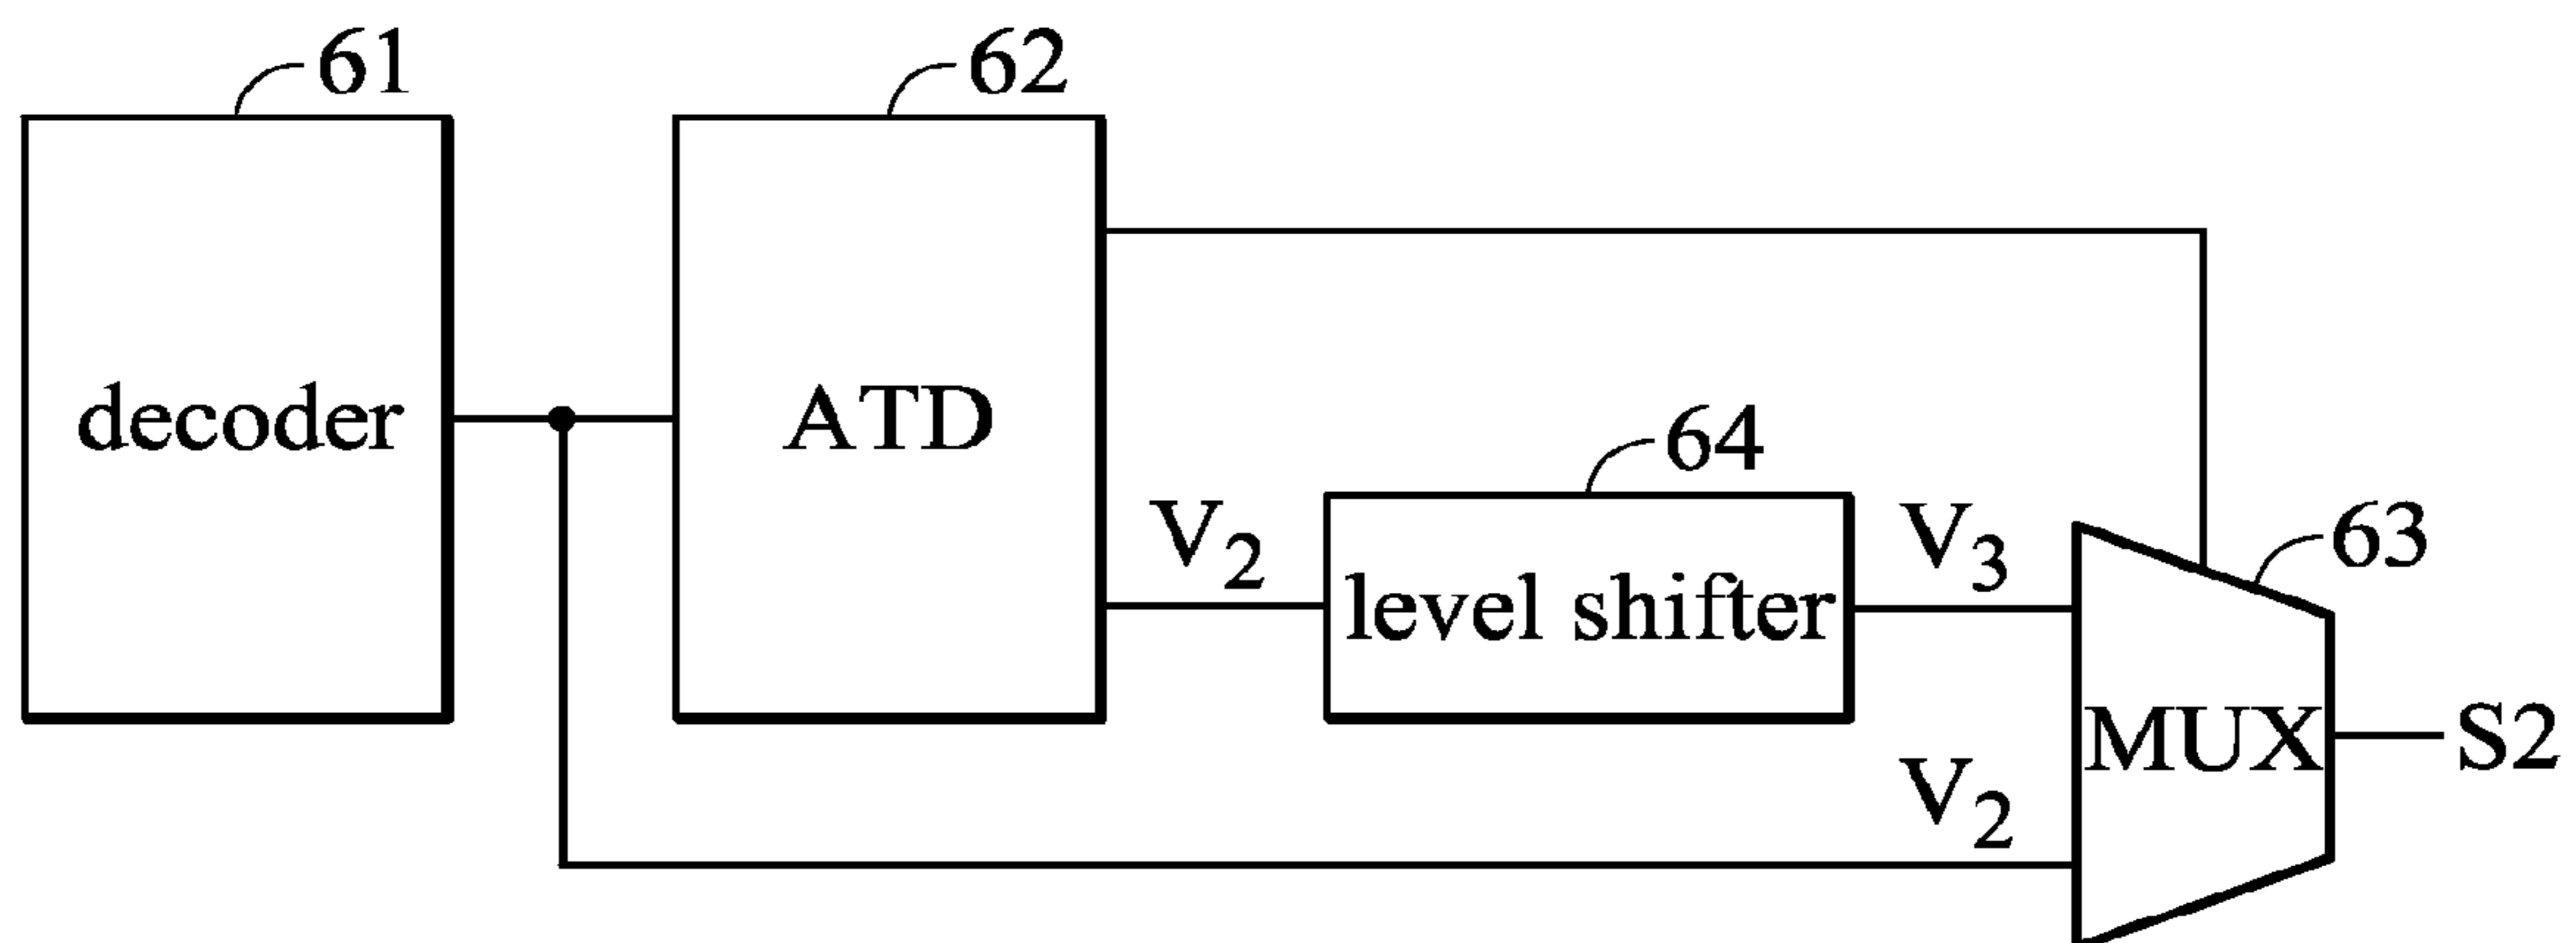 61
62
decoder
ATD
64
V2
level shifter
V3
63
MUX
V2
S2